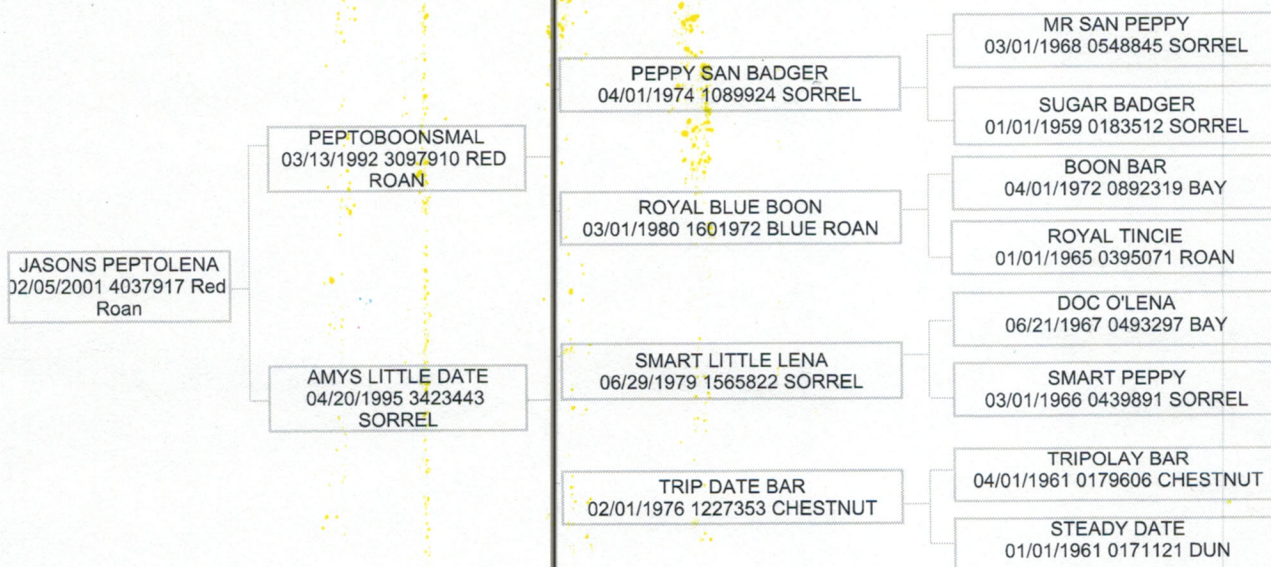 JASONS PEPTOLENA
02/05/2001 4037917 Red
Roan
PEPTOBOONSMAL
03/13/1992 3097910 RED
ROAN
AMYS LITTLE DATE
04/20/1995 3423443
SORREL
PEPPY SAN BADGER
04/01/1974 1089924 SORREL
ROYAL BLUE BOON
03/01/1980 1601972 BLUE ROAN
SMART LITTLE LENA
06/29/1979 1565822 SORREL
TRIP DATE BAR
02/01/1976 1227353 CHESTNUT
MR SAN PEPPY
03/01/1968 0548845 SORREL
SUGAR BADGER
01/01/1959 0183512 SORREL
BOON BAR
04/01/1972 0892319 BAY
ROYAL TINCIE
01/01/1965 0395071 ROAN
DOC O'LENA
06/21/1967 0493297 BAY
SMART PEPPY
03/01/1966 0439891 SORREL
TRIPOLAY BAR
04/01/1961 0179606 CHESTNUT
STEADY DATE
01/01/1961 0171121 DUN